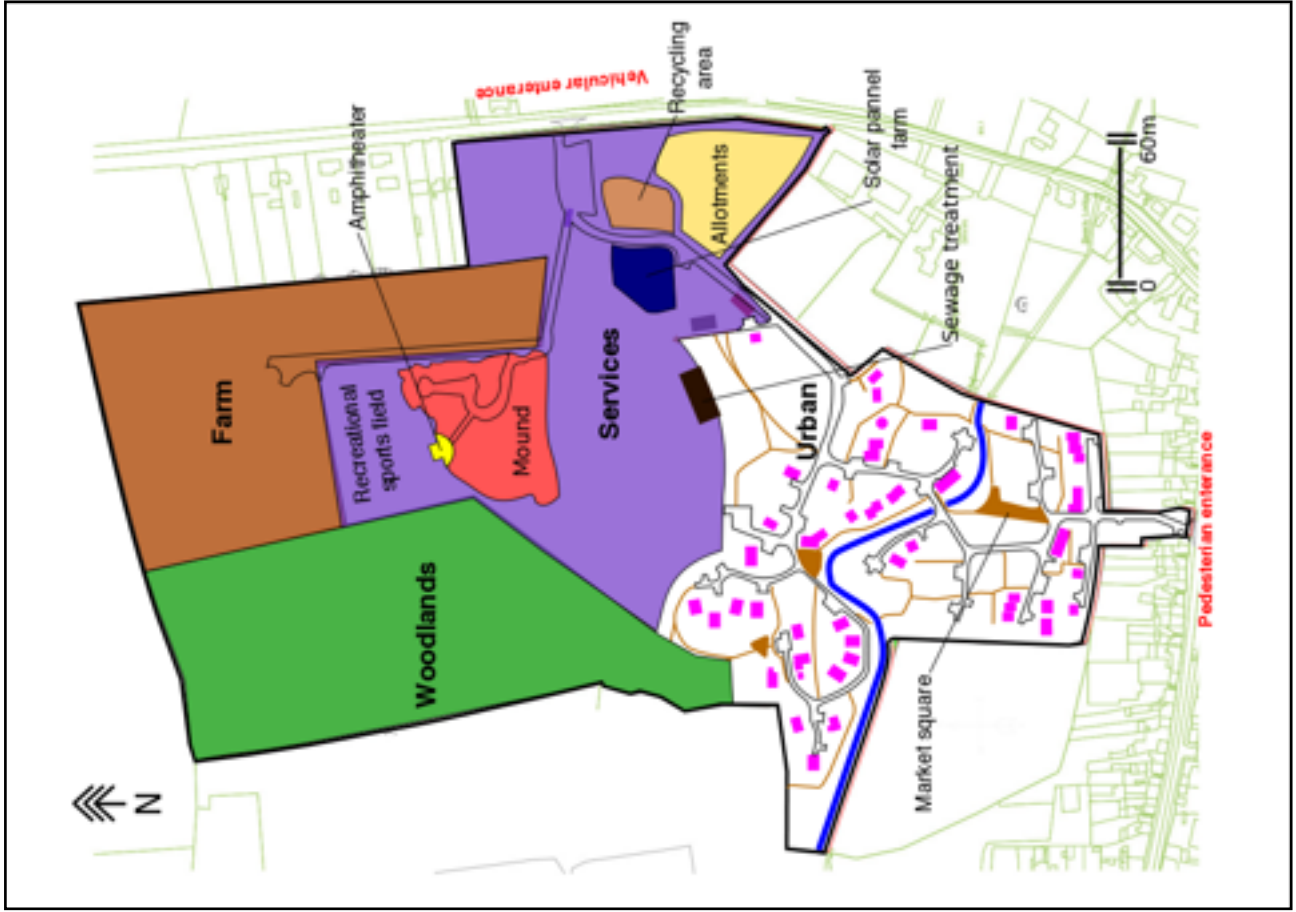 Vehicular enterance
Recycling
area
Amphitheater
Solar pannel
farm
Allotments
Sewage treatment
60m
0
Farm
Recreational
sports field
Mound
Services
Urban
Woodlands
Market square
Pedesterian enterance
N